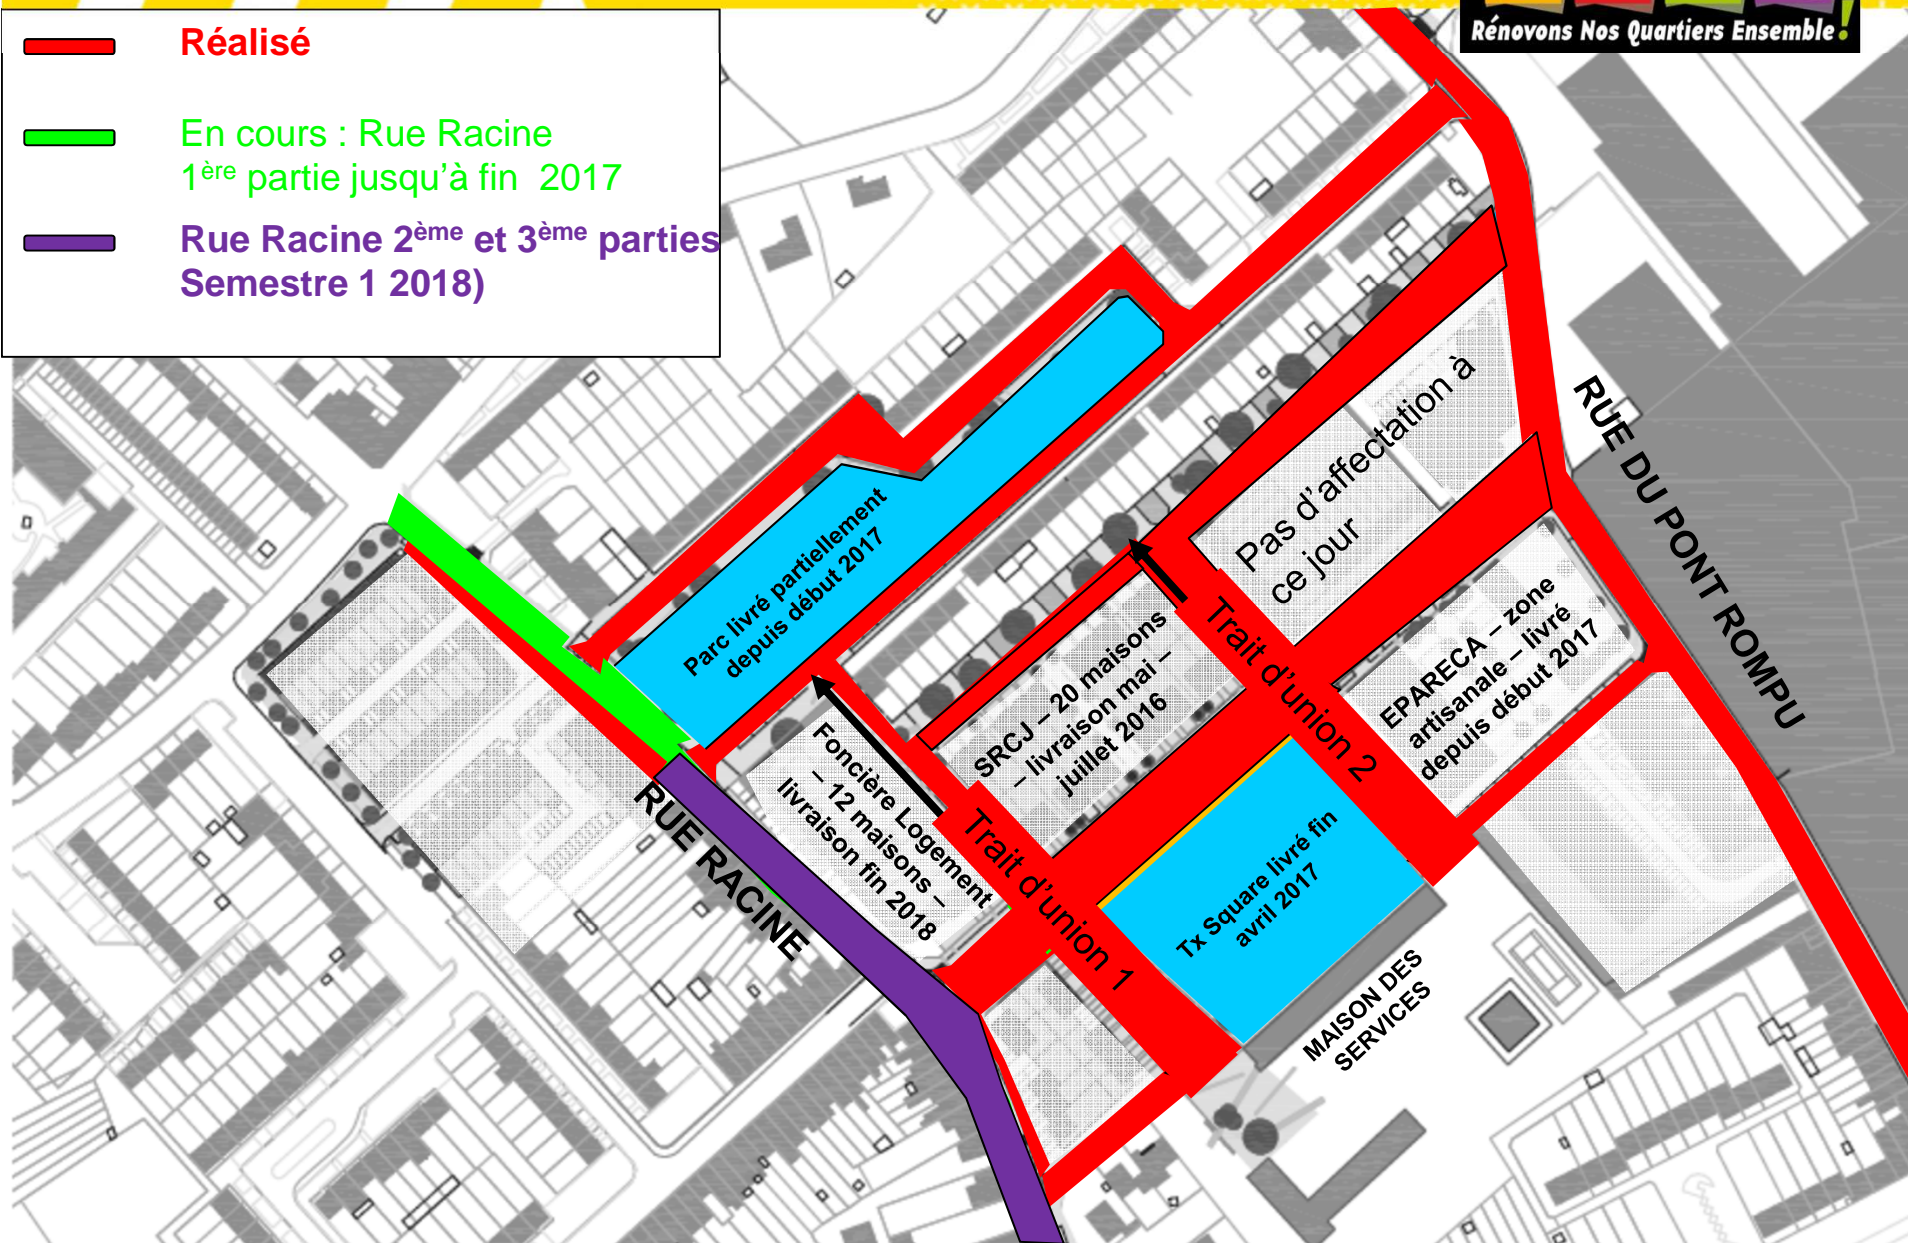 Rénovons Nos Quartiers Ensemble !
Réalisé
En cours : Rue Racine
1ère partie jusqu’à fin 2017
Rue Racine 2ème et 3ème parties
Semestre 1 2018)
RUE DU PONT ROMPU
Pas d’affectation à
ce jour
Parc livré partiellement
depuis début 2017
EPARECA – zone
artisanale – livré
depuis début 2017
Trait d’union 2
SRCJ – 20 maisons
– livraison mai –
juillet 2016
Foncière Logement
– 12 maisons –
livraison fin 2018
RUE RACINE
Trait d’union 1
Tx Square livré fin
avril 2017
MAISON DES
SERVICES